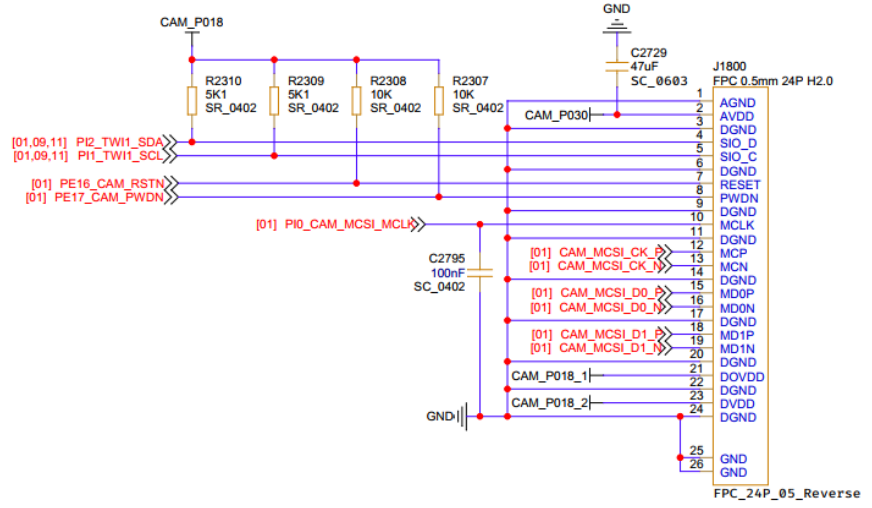 GND
CAM_P018
C2729
47uF
SC_0603
J1800
FPC 0.5mm 24P H2.0
R2310
5K1
SR_0402
R2309
5K1
SR_0402
R2308
10K
SR_0402
R2307
10K
SR_0402
CAM_P030
[01,09,11] PI2_TWI1_SDA
[01,09,11] PI1_TWI1_SCL
[01] PE16_CAM_RSTN
[01] PE17_CAM_PWDN
[01] PI0_CAM_MCSI_MCLK
C2795
100nF
SC_0402
[01] CAM_MCSI_CK_P
[01] CAM_MCSI_CK_N
[01] CAM_MCSI_D0_P
[01] CAM_MCSI_D0_N
[01] CAM_MCSI_D1_P
[01] CAM_MCSI_D1_N
CAM_P018_1
CAM_P018_2
GND
1 AGND
2 AVDD
3 DGND
4 SIO_D
5 SIO_C
6 DGND
7 RESET
8 PWDN
9 DGND
10 MCLK
11 DGND
12 MCP
13 MCN
14 DGND
15 MD0P
16 MD0N
17 DGND
18 MD1P
19 MD1N
20 DGND
21 DOVDD
22 DGND
23 DVDD
24 DGND
25 GND
26 GND
FPC_24P_05_Reverse